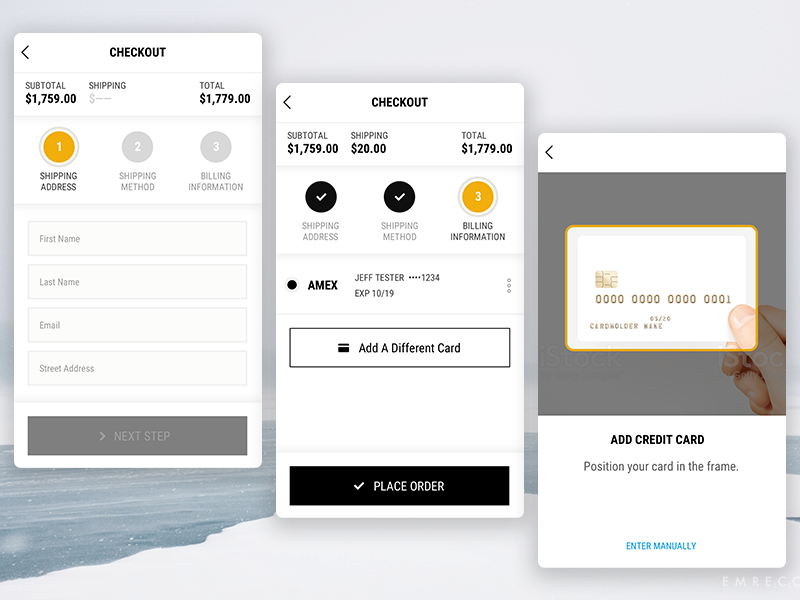 CHECKOUT
SUBTOTAL SHIPPING TOTAL
$1,759.00 $–– $1,779.00
1 2 3
SHIPPING ADDRESS
SHIPPING METHOD
BILLING INFORMATION
First Name
Last Name
Email
Street Address
NEXT STEP
CHECKOUT
SUBTOTAL SHIPPING TOTAL
$1,759.00 $20.00 $1,779.00
3
SHIPPING ADDRESS
SHIPPING METHOD
BILLING INFORMATION
AMEX
JEFF TESTER ••••1234
EXP 10/19
Add A Different Card
PLACE ORDER
0000 0000 0000 0001
05/20
CARDHOLDER NAME
iStock
iStock
ADD CREDIT CARD
Position your card in the frame.
ENTER MANUALLY
EMRECO